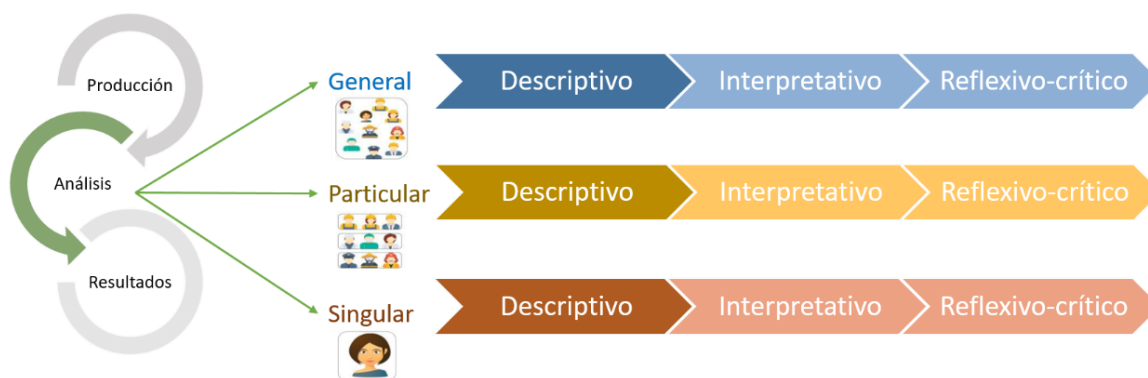 Producción
Análisis
Resultados
General
Descriptivo
Interpretativo
Reflexivo-crítico
Particular
Descriptivo
Interpretativo
Reflexivo-crítico
Singular
Descriptivo
Interpretativo
Reflexivo-crítico